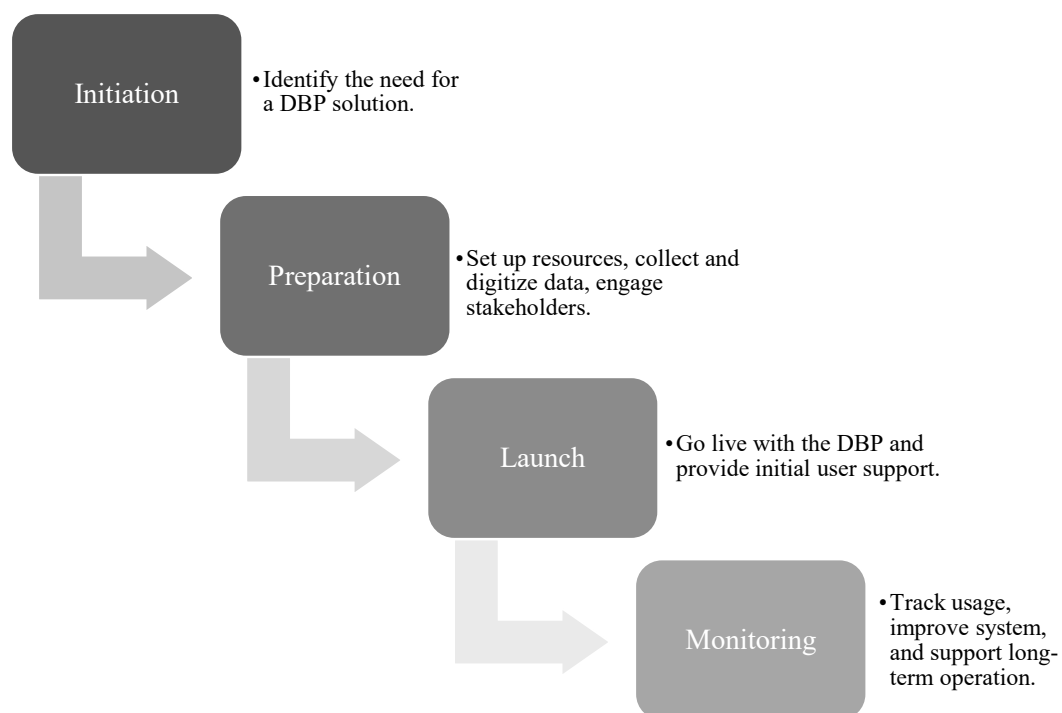 Initiation
•Identify the need for
a DBP solution.
Preparation
•Set up resources, collect and
digitize data, engage
stakeholders.
Launch
•Go live with the DBP and
provide initial user support.
Monitoring
•Track usage,
improve system,
and support long-
term operation.